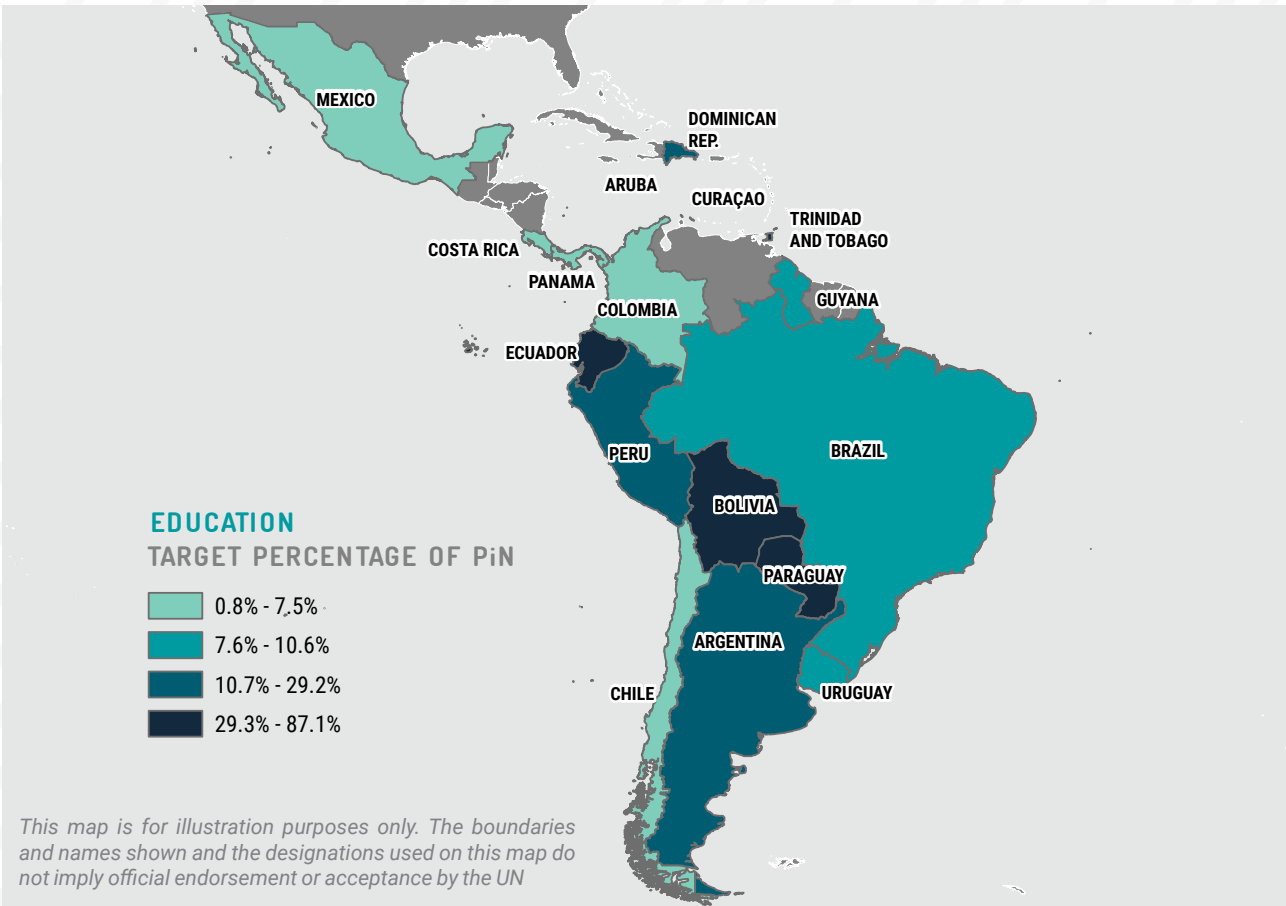 MEXICO
DOMINICAN
REP.
ARUBA
CURAÇAO
TRINIDAD
AND TOBAGO
COSTA RICA
PANAMA
GUYANA
COLOMBIA
ECUADOR
PERU
BRAZIL
BOLIVIA
PARAGUAY
ARGENTINA
CHILE
URUGUAY
EDUCATION
TARGET PERCENTAGE OF PiN
0.8% - 7.5%
7.6% - 10.6%
10.7% - 29.2%
29.3% - 87.1%
This map is for illustration purposes only. The boundaries
and names shown and the designations used on this map do
not imply official endorsement or acceptance by the UN